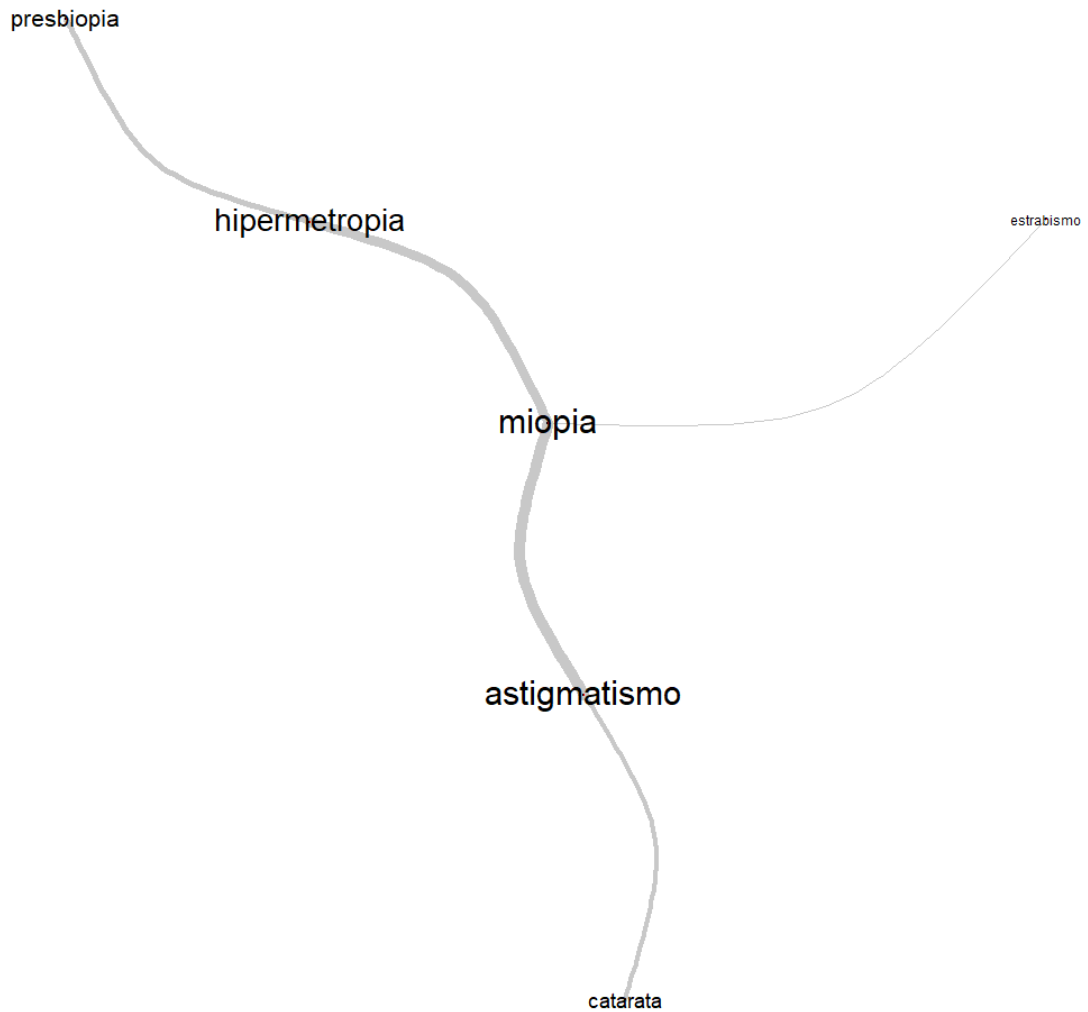 presbiopia
hipermetropia
estrabismo
miopia
astigmatismo
catarata